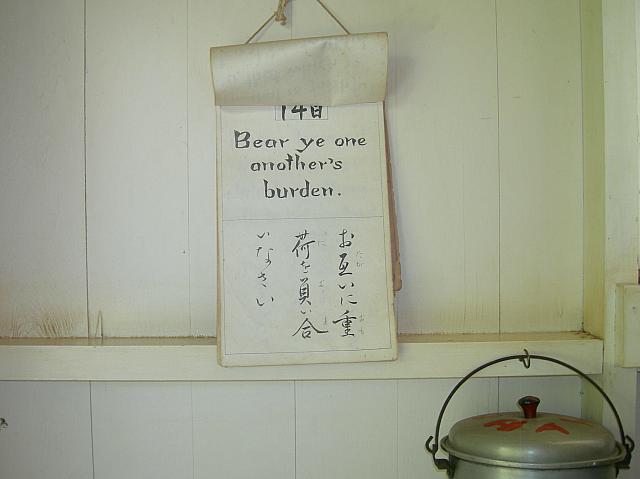 14日
Bear ye one
another's
burden.
お互いに重
荷を負い合
いなさい